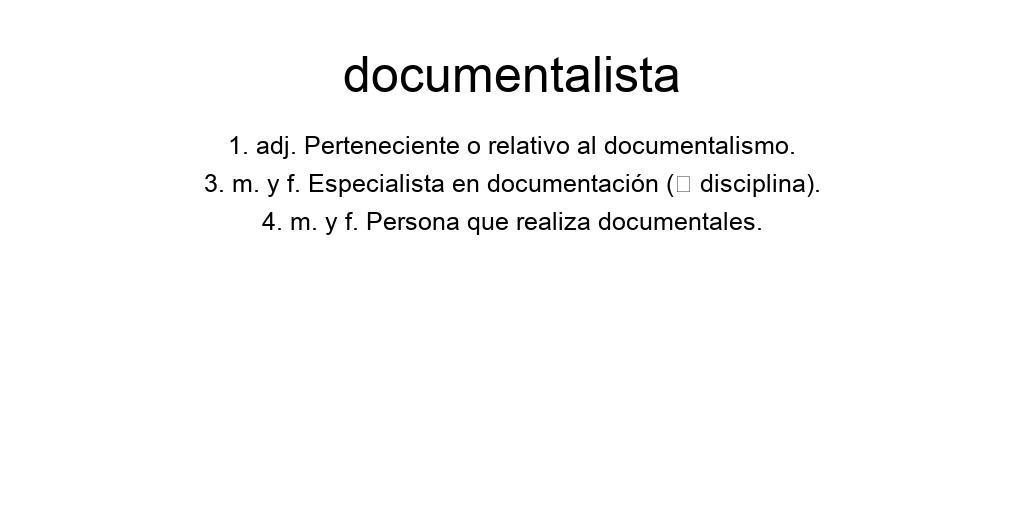 documentalista
1. adj. Perteneciente o relativo al documentalismo.
3. m. y f. Especialista en documentación (▯ disciplina).
4. m. y f. Persona que realiza documentales.